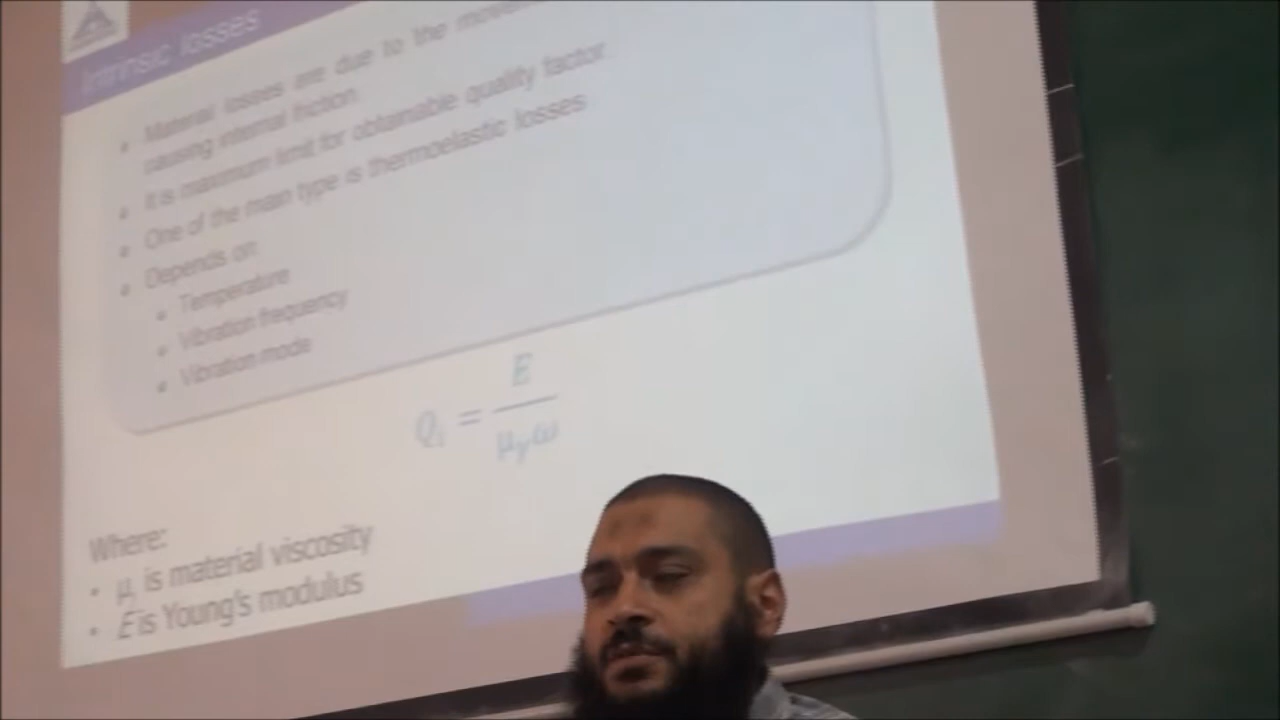 Intrinsic losses
• Material losses are due to the
causing internal friction
• It is maximum limit for obtainable quality factor
• One of the main type is thermoelastic losses
• Depends on:
• Temperature
• Vibration frequency
• Vibration mode
Qᵢ = E / μᵧω
Where:
• μ is material viscosity
• E is Young's modulus